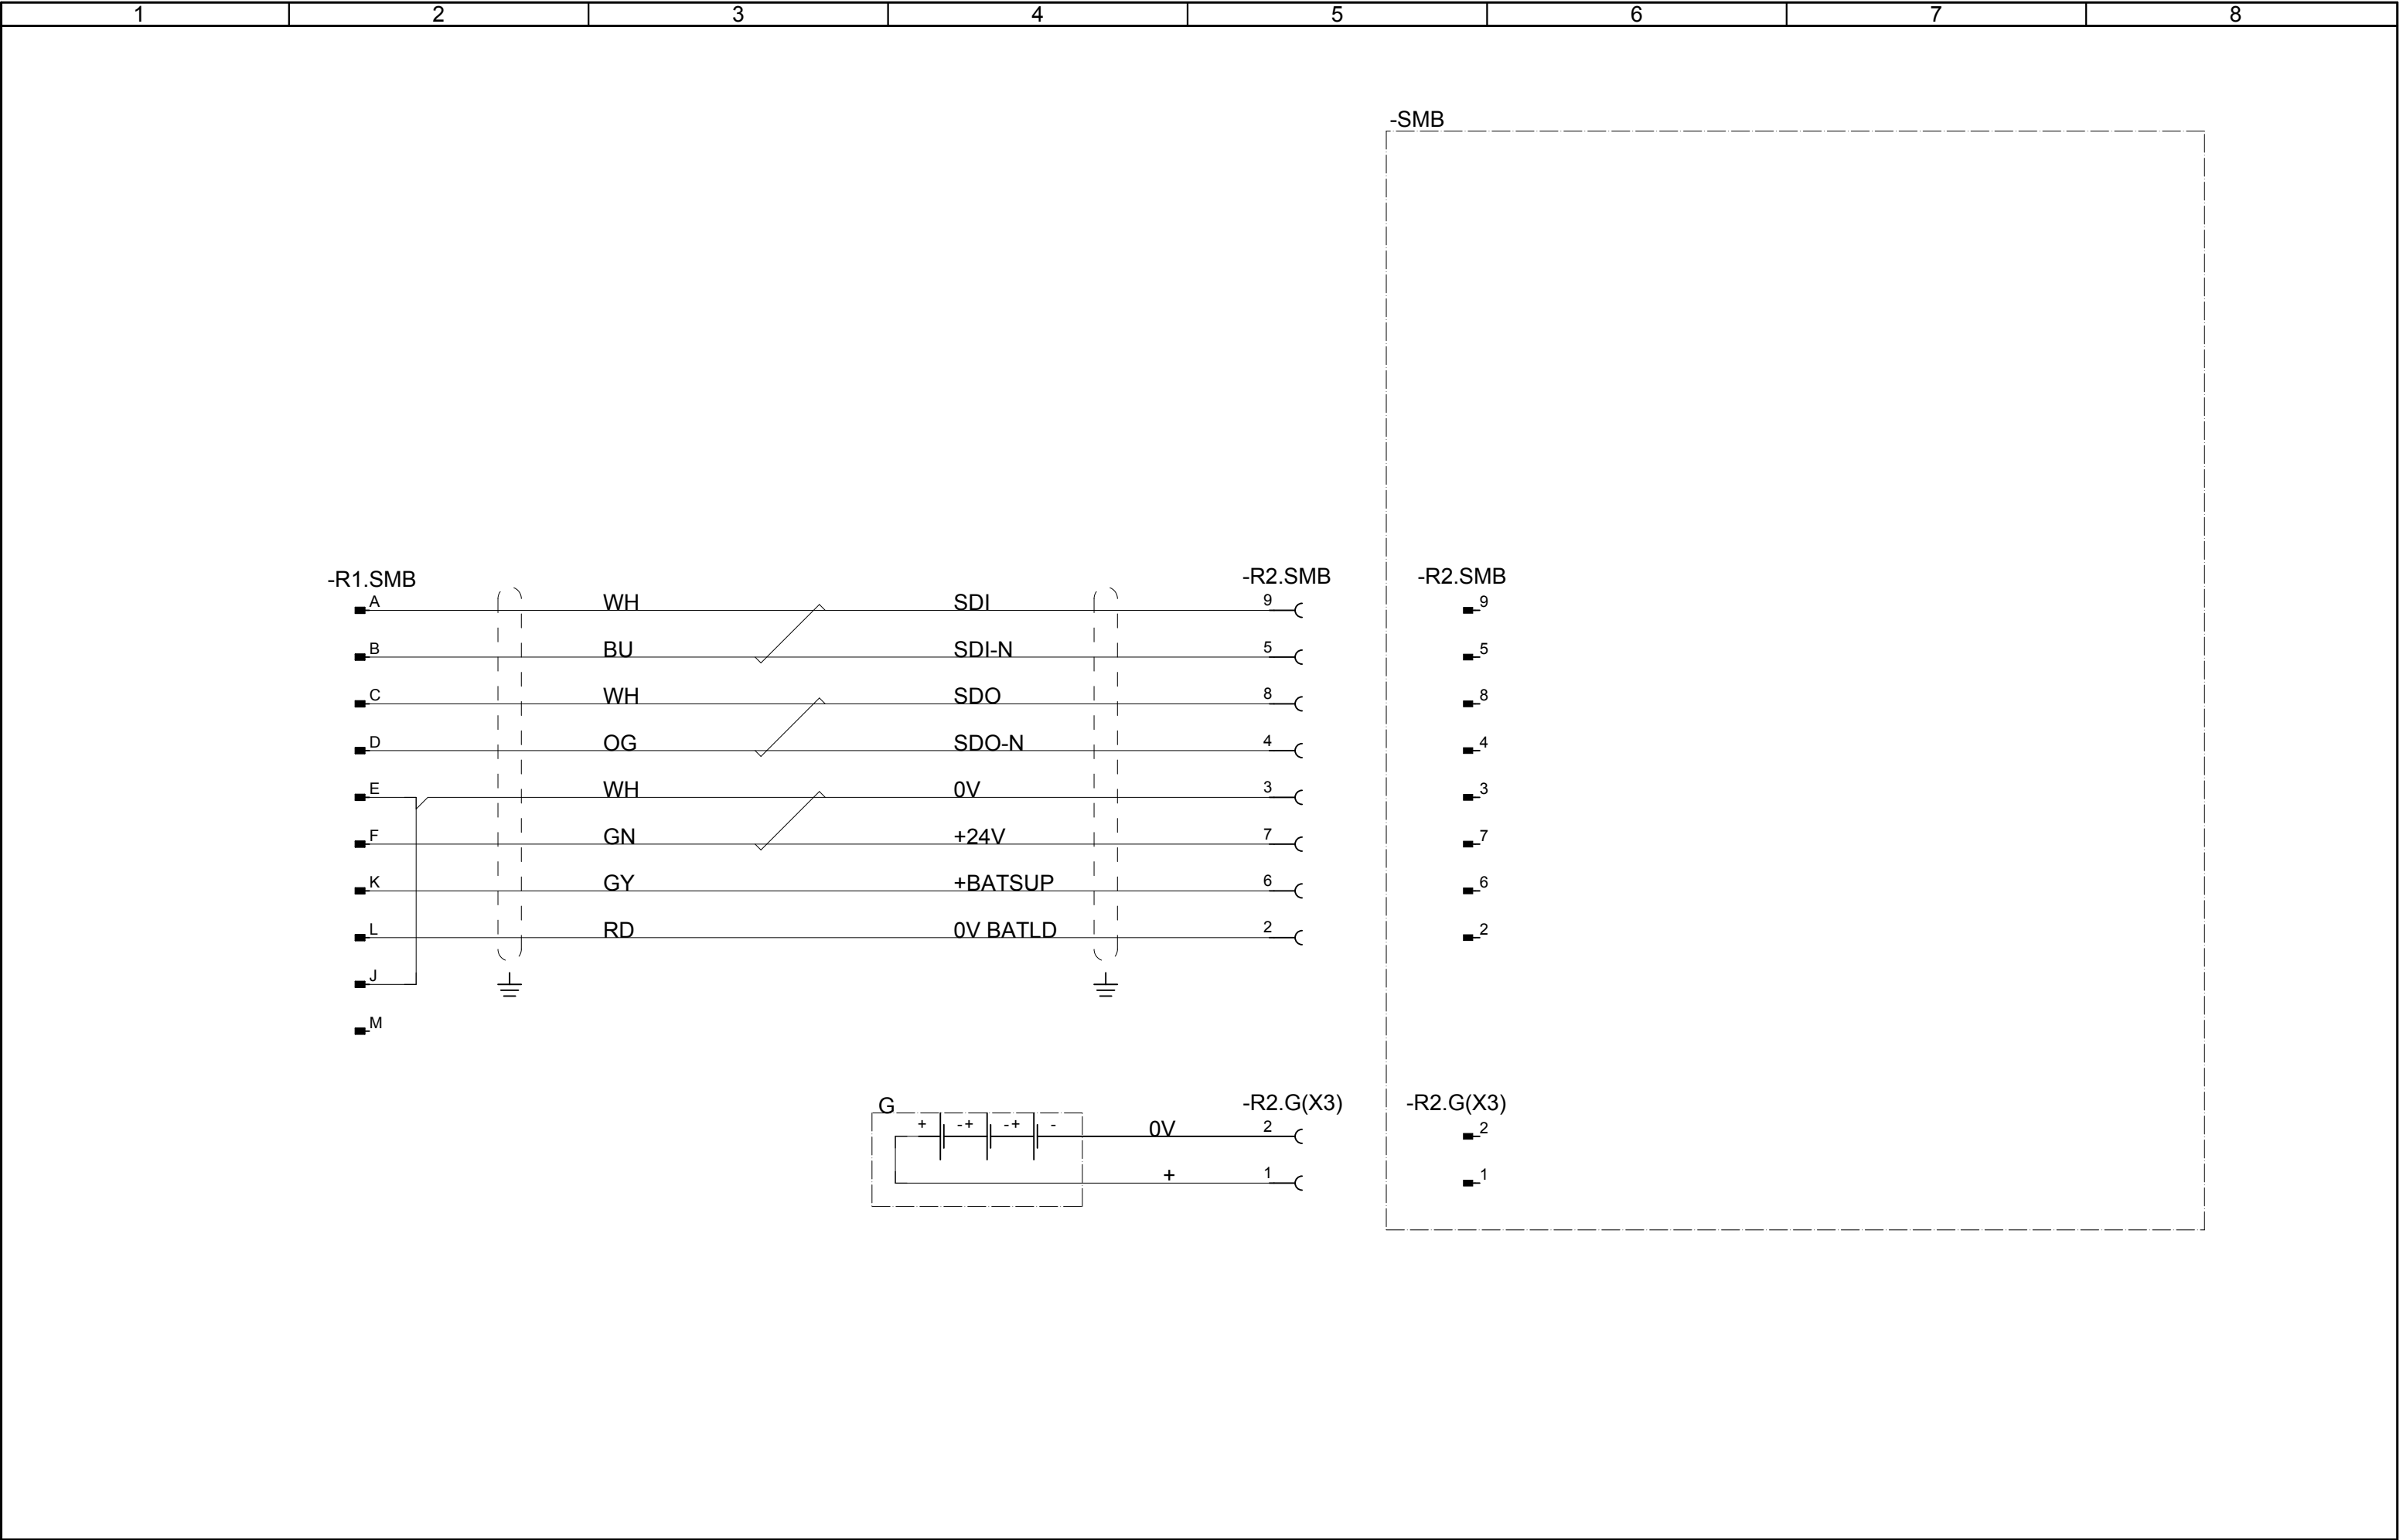 1 2 3 4 5 6 7 8
-SMB
-R1.SMB -R2.SMB -R2.SMB
A WH SDI 9 9
B BU SDI-N 5 5
C WH SDO 8 8
D OG SDO-N 4 4
E WH 0V 3 3
F GN +24V 7 7
K GY +BATSUP 6 6
L RD 0V BATLD 2 2
J
M
G -R2.G(X3) -R2.G(X3)
+ -+ -+ - 0V 2 2
+ 1 1